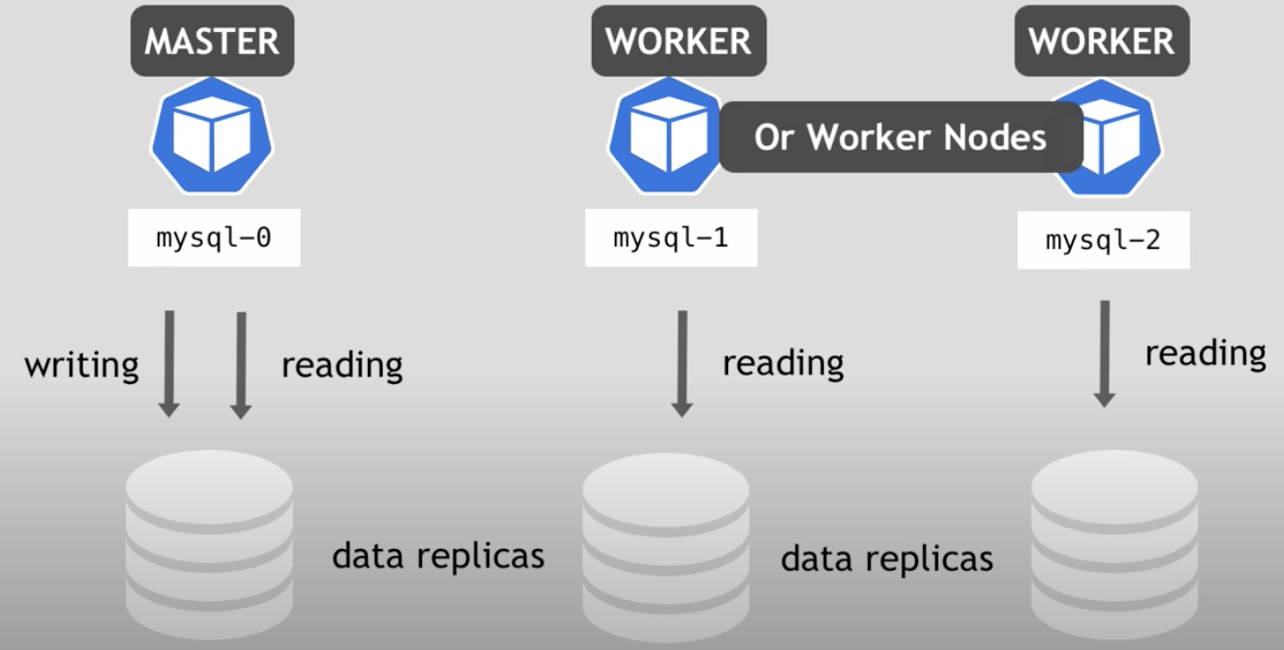 MASTER
WORKER
WORKER
Or Worker Nodes
mysql-0
mysql-1
mysql-2
writing
reading
reading
reading
data replicas
data replicas